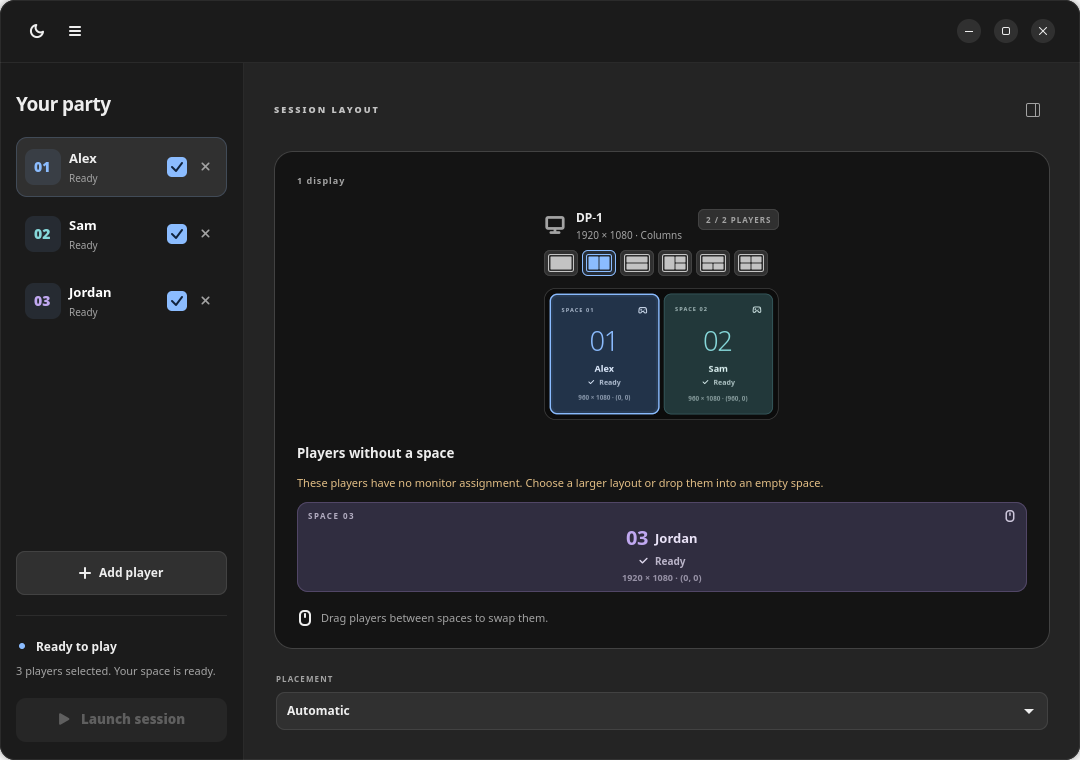 Your party
01
Alex
Ready
02
Sam
Ready
03
Jordan
Ready
Add player
Ready to play
3 players selected. Your space is ready.
Launch session
SESSION LAYOUT
1 display
DP-1
1920 × 1080 · Columns
2 / 2 PLAYERS
SPACE 01
01
Alex
Ready
960 × 1080 · (0, 0)
SPACE 02
02
Sam
Ready
960 × 1080 · (960, 0)
Players without a space
These players have no monitor assignment. Choose a larger layout or drop them into an empty space.
SPACE 03
03 Jordan
Ready
1920 × 1080 · (0, 0)
Drag players between spaces to swap them.
PLACEMENT
Automatic